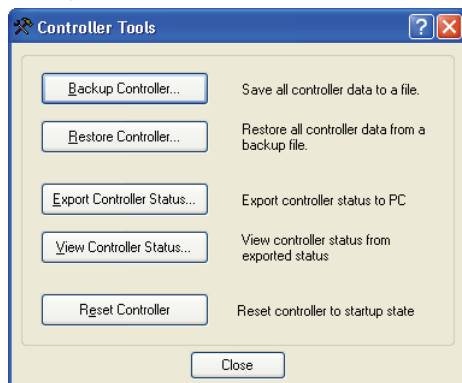 Controller Tools
Backup Controller... Save all controller data to a file.
Restore Controller... Restore all controller data from a
backup file.
Export Controller Status... Export controller status to PC
View Controller Status... View controller status from
exported status
Reset Controller Reset controller to startup state
Close